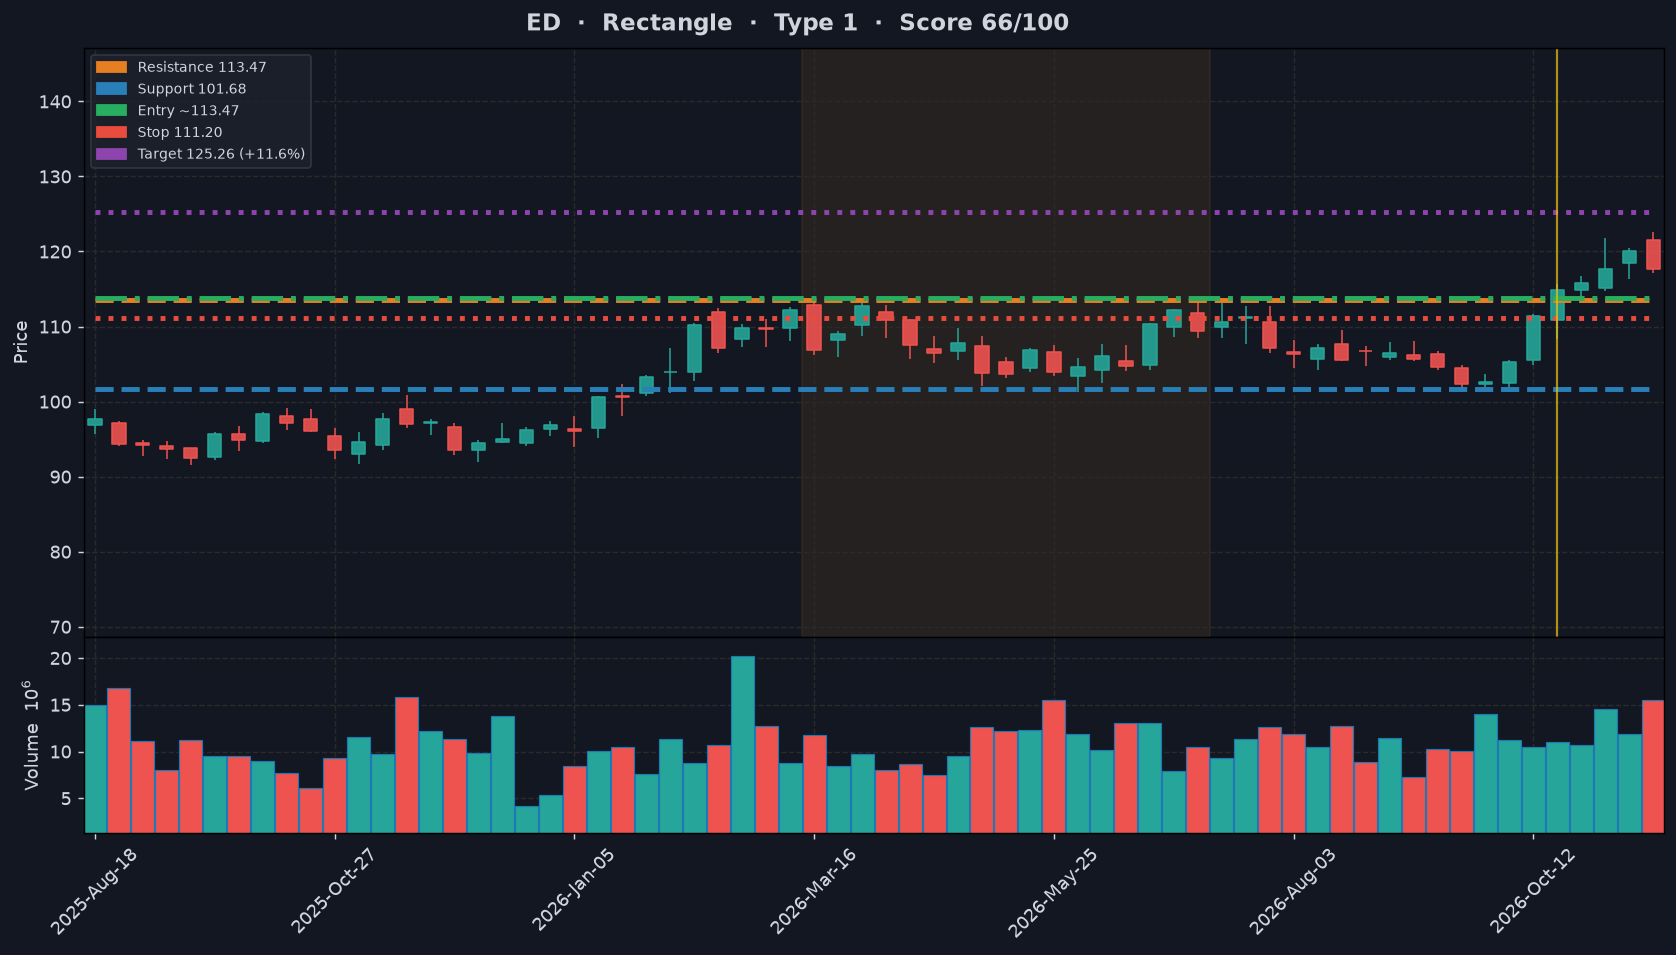 ED · Rectangle · Type 1 · Score 66/100
Resistance 113.47
Support 101.68
Entry ~113.47
Stop 111.20
Target 125.26 (+11.6%)
Price
140
130
120
110
100
90
80
70
Volume 10⁶
20
15
10
5
2025-Aug-18
2025-Oct-27
2026-Jan-05
2026-Mar-16
2026-May-25
2026-Aug-03
2026-Oct-12